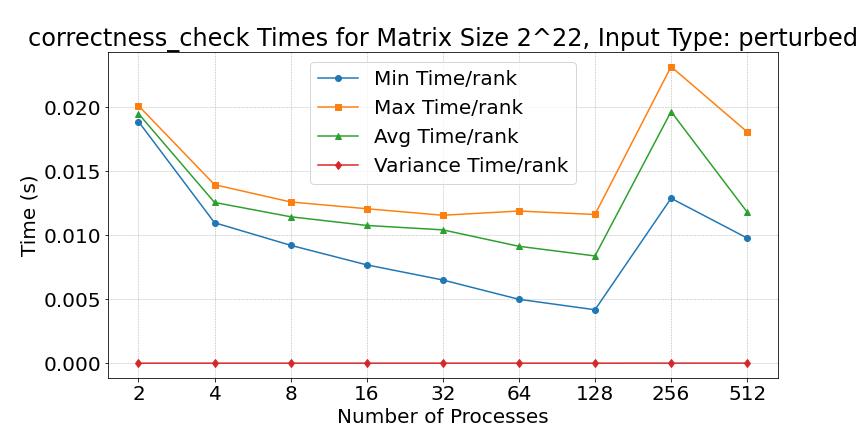 correctness_check Times for Matrix Size 2^22, Input Type: perturbed
Min Time/rank
Max Time/rank
Avg Time/rank
Variance Time/rank
Time (s)
0.020
0.015
0.010
0.005
0.000
2 4 8 16 32 64 128 256 512
Number of Processes